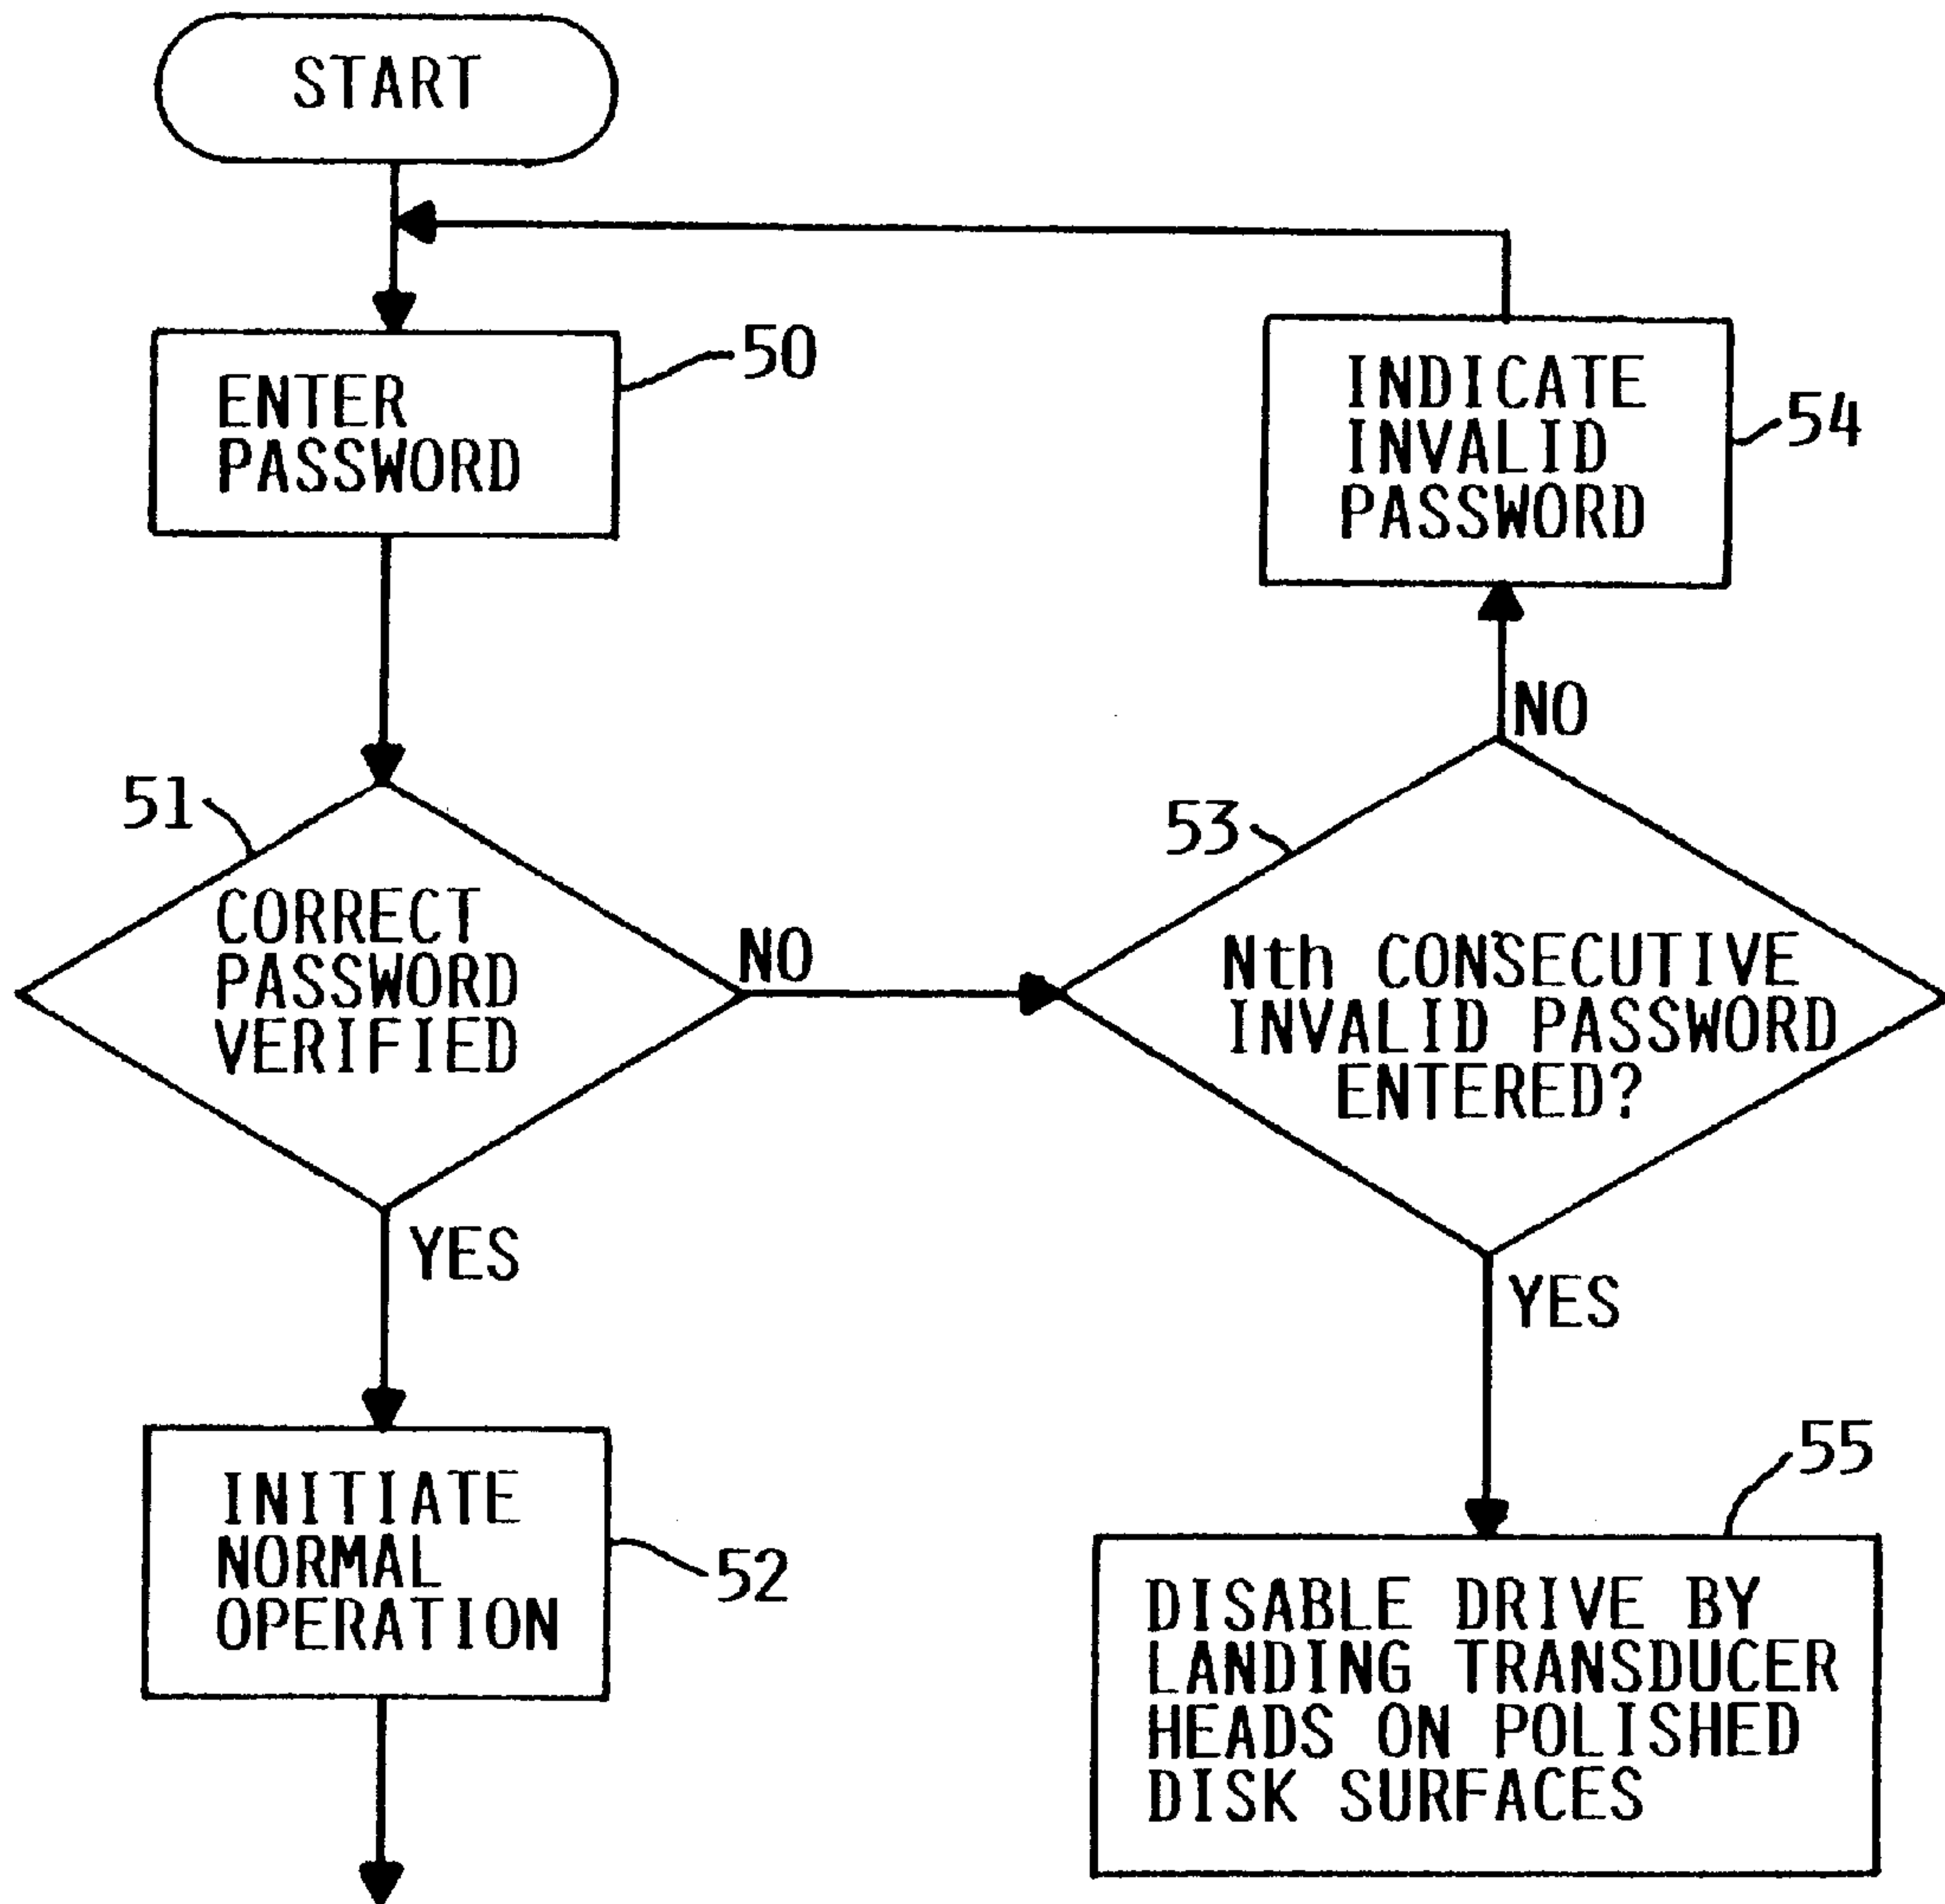 START
ENTER
PASSWORD
50
INDICATE
INVALID
PASSWORD
54
NO
51
CORRECT
PASSWORD
VERIFIED
NO
53
Nth CONSECUTIVE
INVALID PASSWORD
ENTERED?
YES
YES
INITIATE
NORMAL
OPERATION
52
55
DISABLE DRIVE BY
LANDING TRANSDUCER
HEADS ON POLISHED
DISK SURFACES